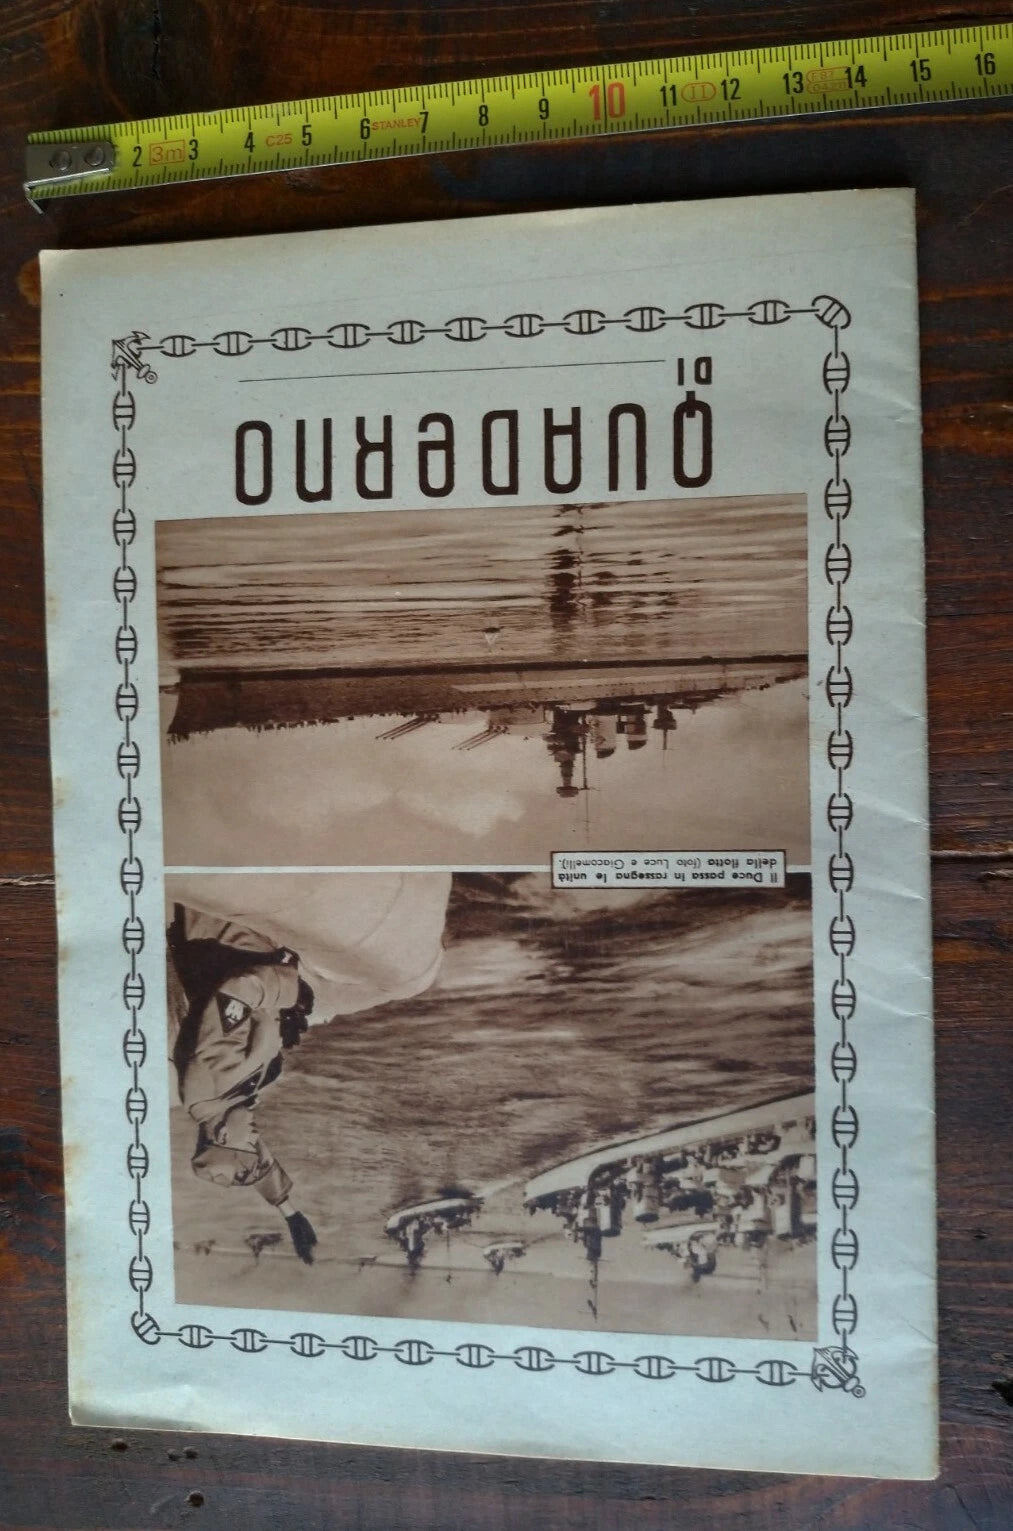 2 3m 3 4 C25 5 6 STANLEY 7 8 9 10 11 II 12 13 14 15 16
Il Duce passa in rassegna le unità
della flotta (foto Luce e Giacomelli).
QUADERNO
DI